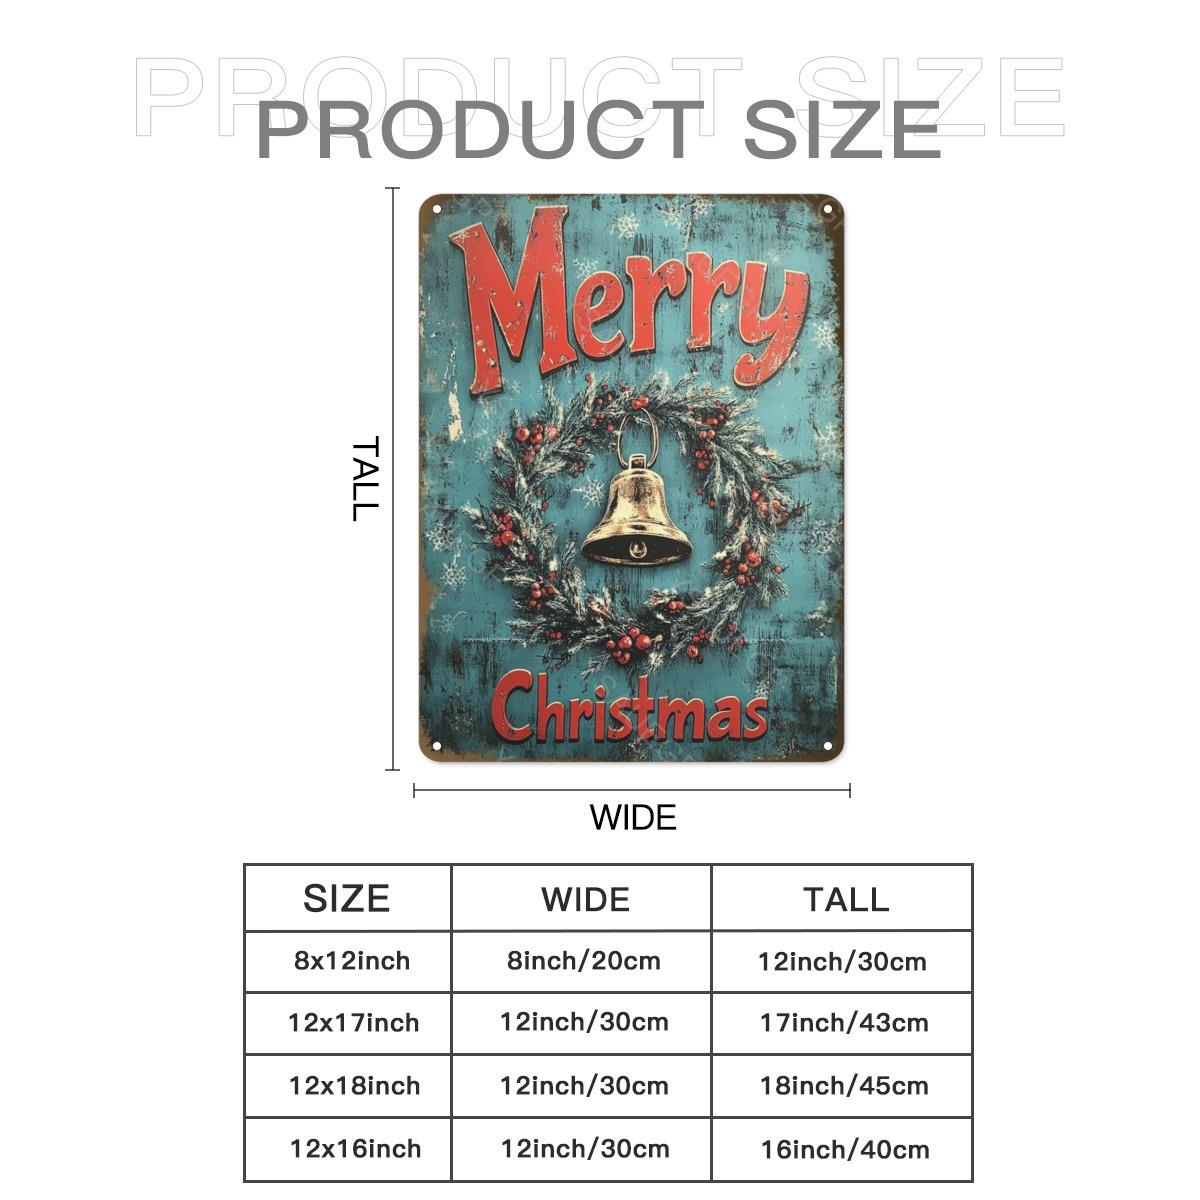 PRODUCT SIZE
PRODUCT SIZE
Merry
TALL
Christmas
WIDE
SIZE WIDE TALL
8x12inch 8inch/20cm 12inch/30cm
12x17inch 12inch/30cm 17inch/43cm
12x18inch 12inch/30cm 18inch/45cm
12x16inch 12inch/30cm 16inch/40cm